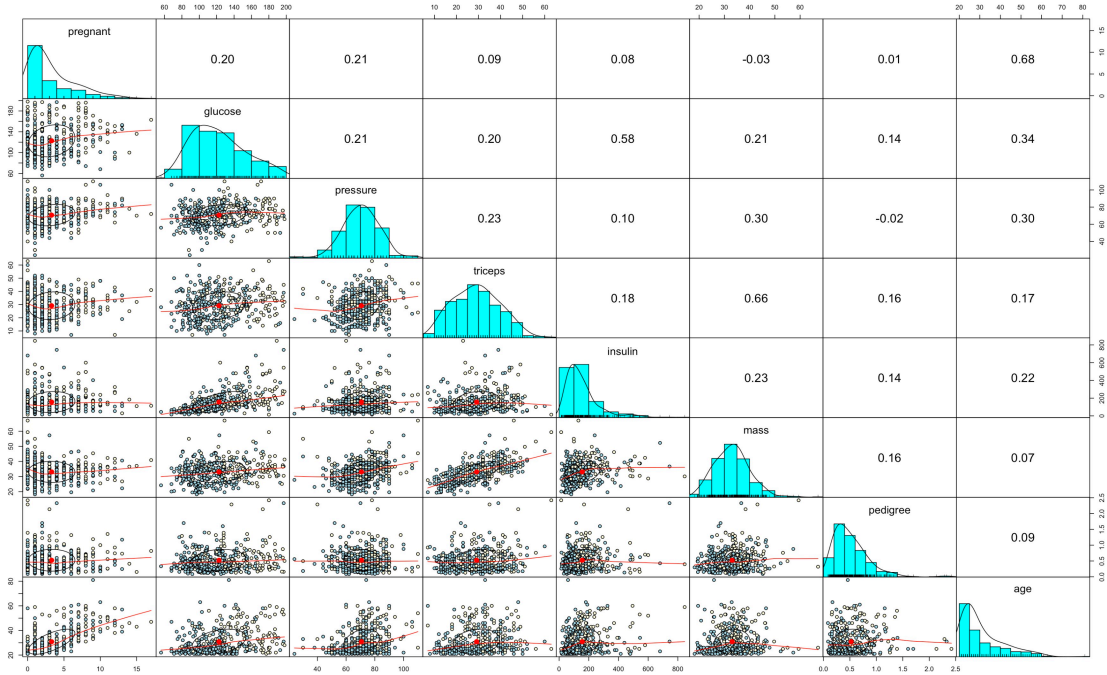 60 80 100 120 140 160 180 200 10 20 30 40 50 60 20 30 40 50 60 20 30 40 50 60 70 80
pregnant 0.20 0.21 0.09 0.08 -0.03 0.01 0.68 0 5 10 15
60 100 140 180 glucose 0.21 0.20 0.58 0.21 0.14 0.34
pressure 0.23 0.10 0.30 -0.02 0.30 40 60 80 100
10 20 30 40 50 60 triceps 0.18 0.66 0.16 0.17
insulin 0.23 0.14 0.22 0 200 400 600 800
20 30 40 50 60 mass 0.16 0.07
pedigree 0.09 0.0 0.5 1.0 1.5 2.0 2.5
20 40 60 80 age
0 5 10 15 40 60 80 100 0 200 400 600 800 0.0 0.5 1.0 1.5 2.0 2.5